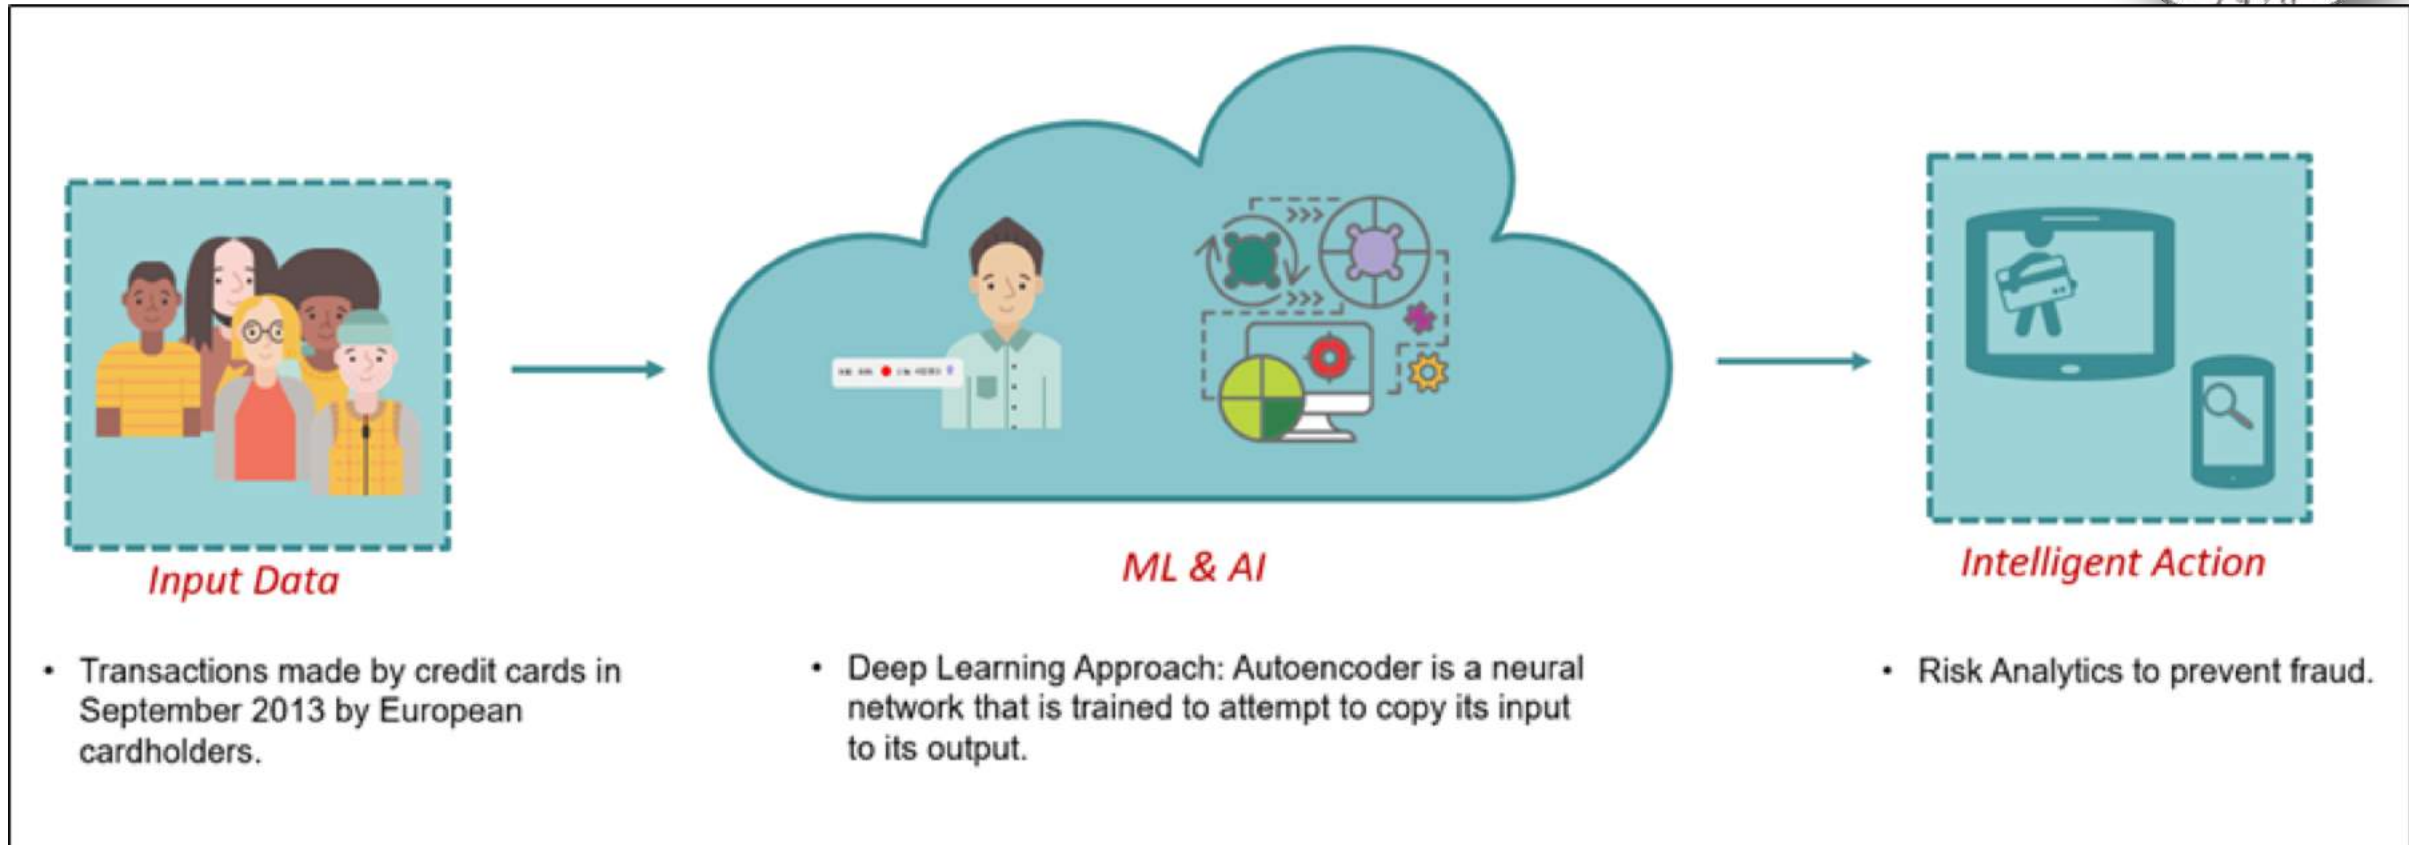 Input Data
ML & AI
Intelligent Action
• Transactions made by credit cards in
September 2013 by European
cardholders.
• Deep Learning Approach: Autoencoder is a neural
network that is trained to attempt to copy its input
to its output.
• Risk Analytics to prevent fraud.